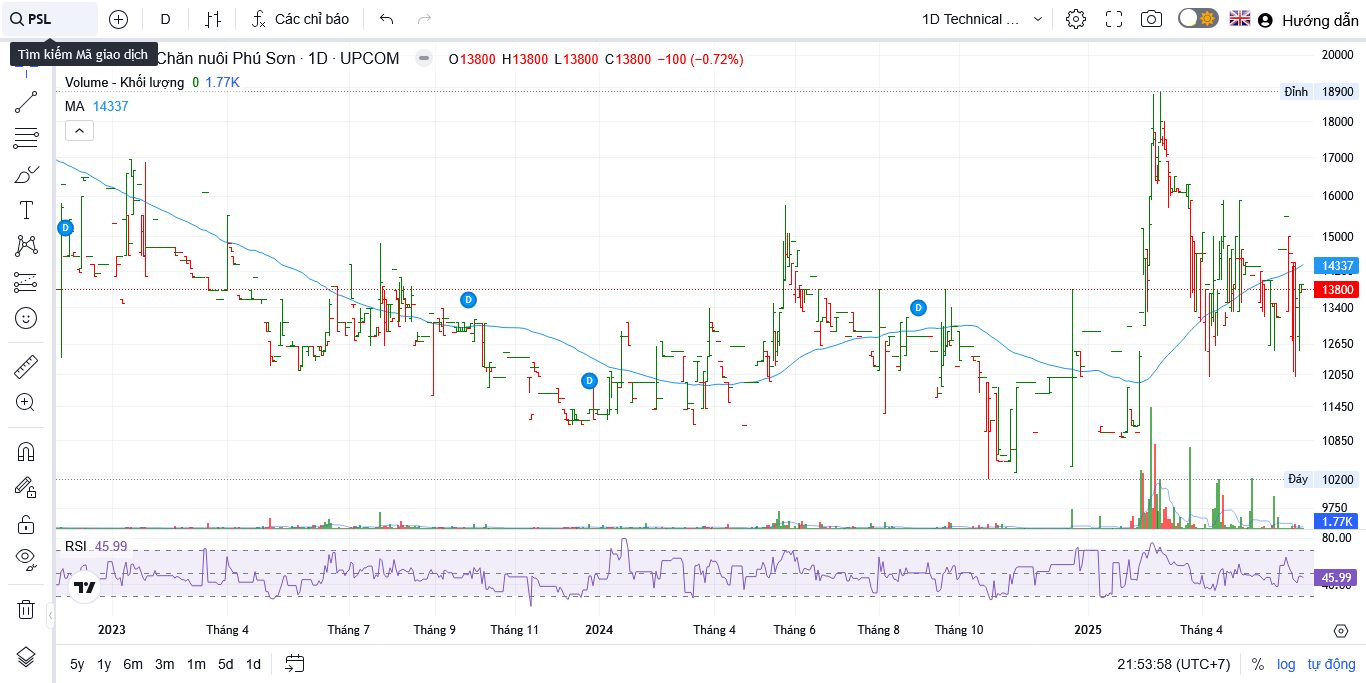 PSL D Các chỉ báo 1D Technical ... Hướng dẫn
Tìm kiếm Mã giao dịch
Chăn nuôi Phú Sơn · 1D · UPCOM O13800 H13800 L13800 C13800 −100 (−0.72%)
Volume - Khối lượng 0 1.77K
MA 14337
20000
Đỉnh 18900
18000
17000
16000
15000
14337
13800
13400
12650
12050
11450
10850
Đáy 10200
9750
1.77K
D
D
D
D
RSI 45.99
80.00
45.99
2023 Tháng 4 Tháng 7 Tháng 9 Tháng 11 2024 Tháng 4 Tháng 6 Tháng 8 Tháng 10 2025 Tháng 4
5y 1y 6m 3m 1m 5d 1d 21:53:58 (UTC+7) % log tự động